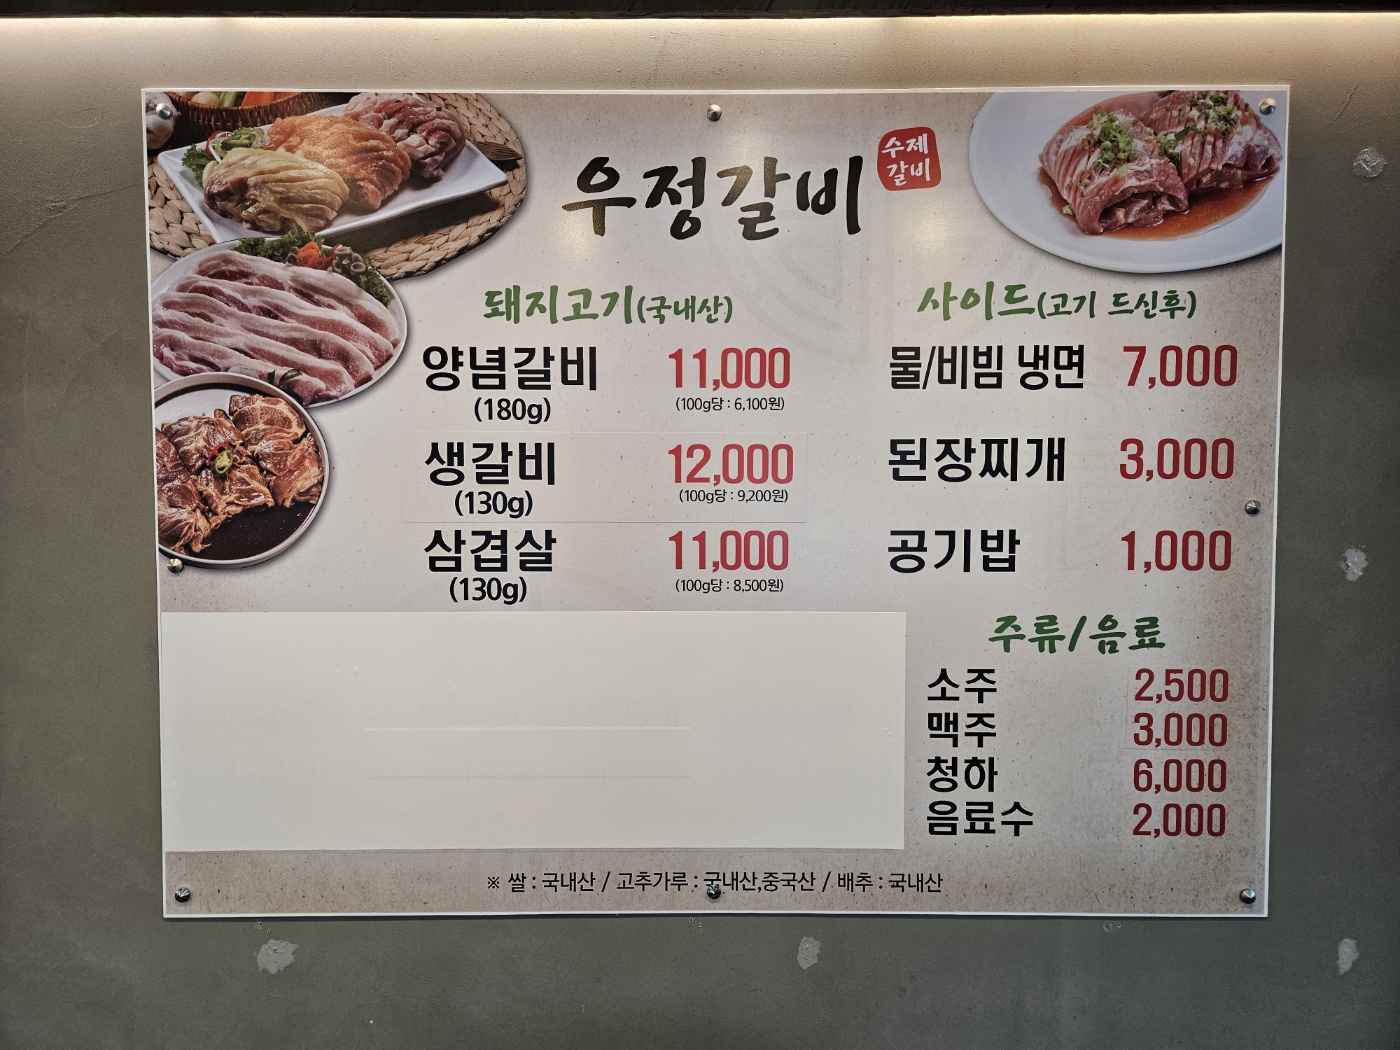 우정갈비
수제
갈비
돼지고기(국내산)
양념갈비 11,000
(180g) (100g당 : 6,100원)
생갈비 12,000
(130g) (100g당 : 9,200원)
삼겹살 11,000
(130g) (100g당 : 8,500원)
사이드(고기 드신후)
물/비빔 냉면 7,000
된장찌개 3,000
공기밥 1,000
주류/음료
소주 2,500
맥주 3,000
청하 6,000
음료수 2,000
※ 쌀 : 국내산 / 고추가루 : 국내산,중국산 / 배추 : 국내산